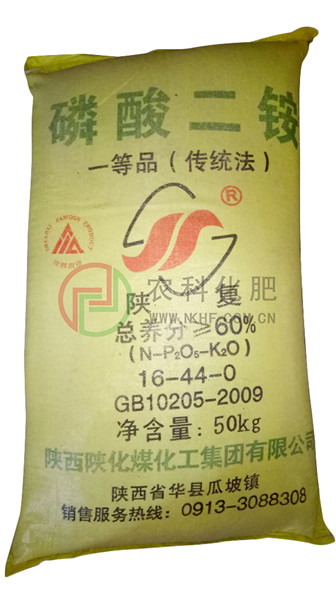 磷酸二铵
一等品（传统法）
®
陕 复
农科化肥
WWW.NKHF.COM.CN
总养分≥60%
(N-P₂O₅-K₂O)
16-44-0
GB10205-2009
净含量：50kg
陕西陕化煤化工集团有限公司
陕西省华县瓜坡镇
销售服务热线：0913-3088308